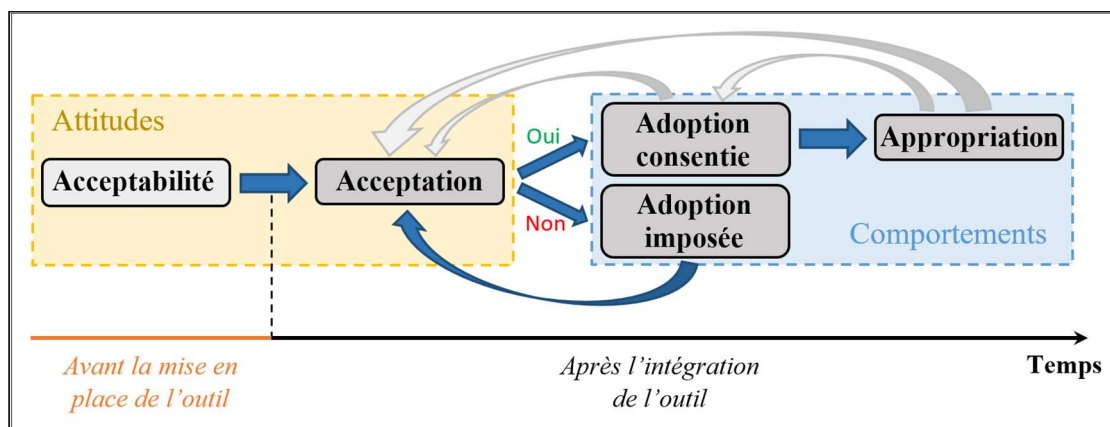 Attitudes
Acceptabilité
Acceptation
Oui
Non
Adoption
consentie
Adoption
imposée
Appropriation
Comportements
Avant la mise en
place de l’outil
Après l’intégration
de l’outil
Temps